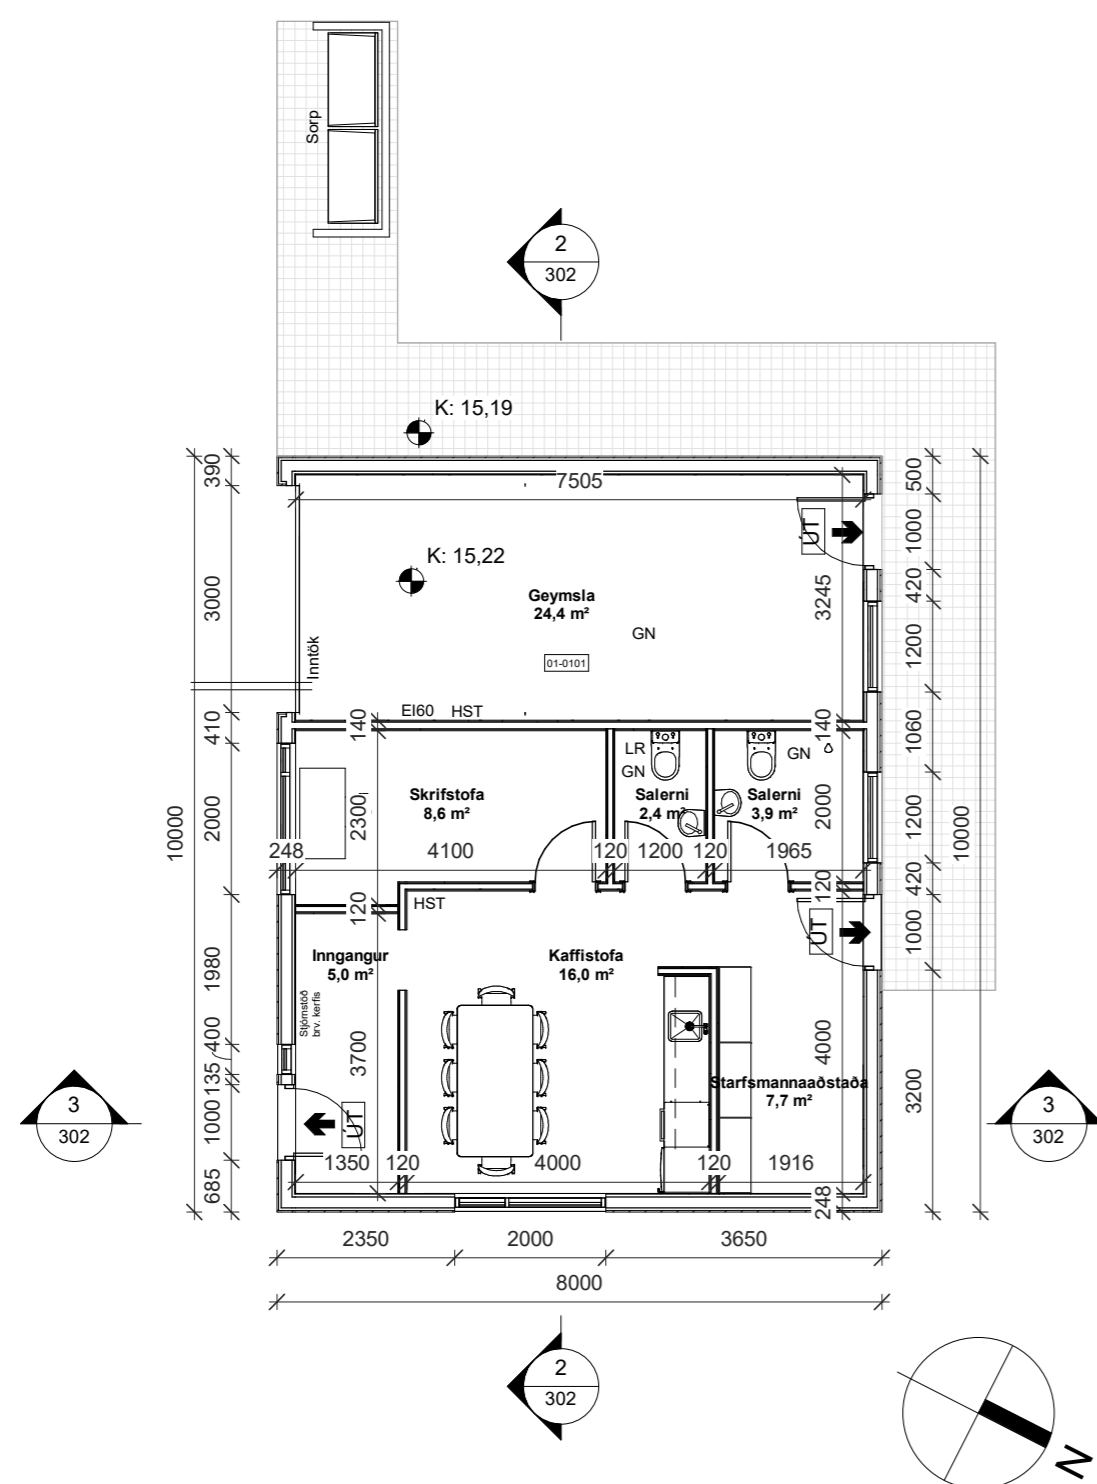 Sorp
2
302
K: 15,19
390
3000
410
2000
1980
400
135
1000
685
10000
7505
ÚT
K: 15,22
Geymsla
24,4 m²
GN
01-0101
Inntök
EI60
HST
3245
140
140
500
1000
420
1200
1060
1200
420
1000
3200
10000
LR
GN
GN
Skrifstofa
8,6 m²
Salerni
2,4 m²
Salerni
3,9 m²
2300
2000
248
4100
120
1200
120
1965
120
120
HST
ÚT
Inngangur
5,0 m²
Kaffistofa
16,0 m²
Stjórnstöð
brv. kerfis
3700
4000
Starfsmannaaðstaða
7,7 m²
ÚT
3
302
3
302
1350
120
4000
120
1916
248
2350
2000
3650
8000
2
302
N